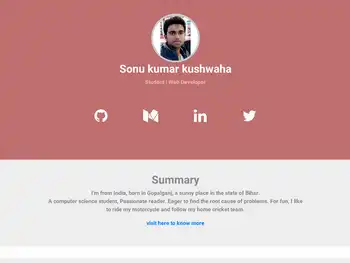 Sonu kumar kushwaha
Student | Web Developer
Summary
I'm from India, born in Gopalganj, a sunny place in the state of Bihar.
A computer science student, Passionate reader. Eager to find the root cause of problems. For fun, I like
to ride my motorcycle and follow my home cricket team.
visit here to know more